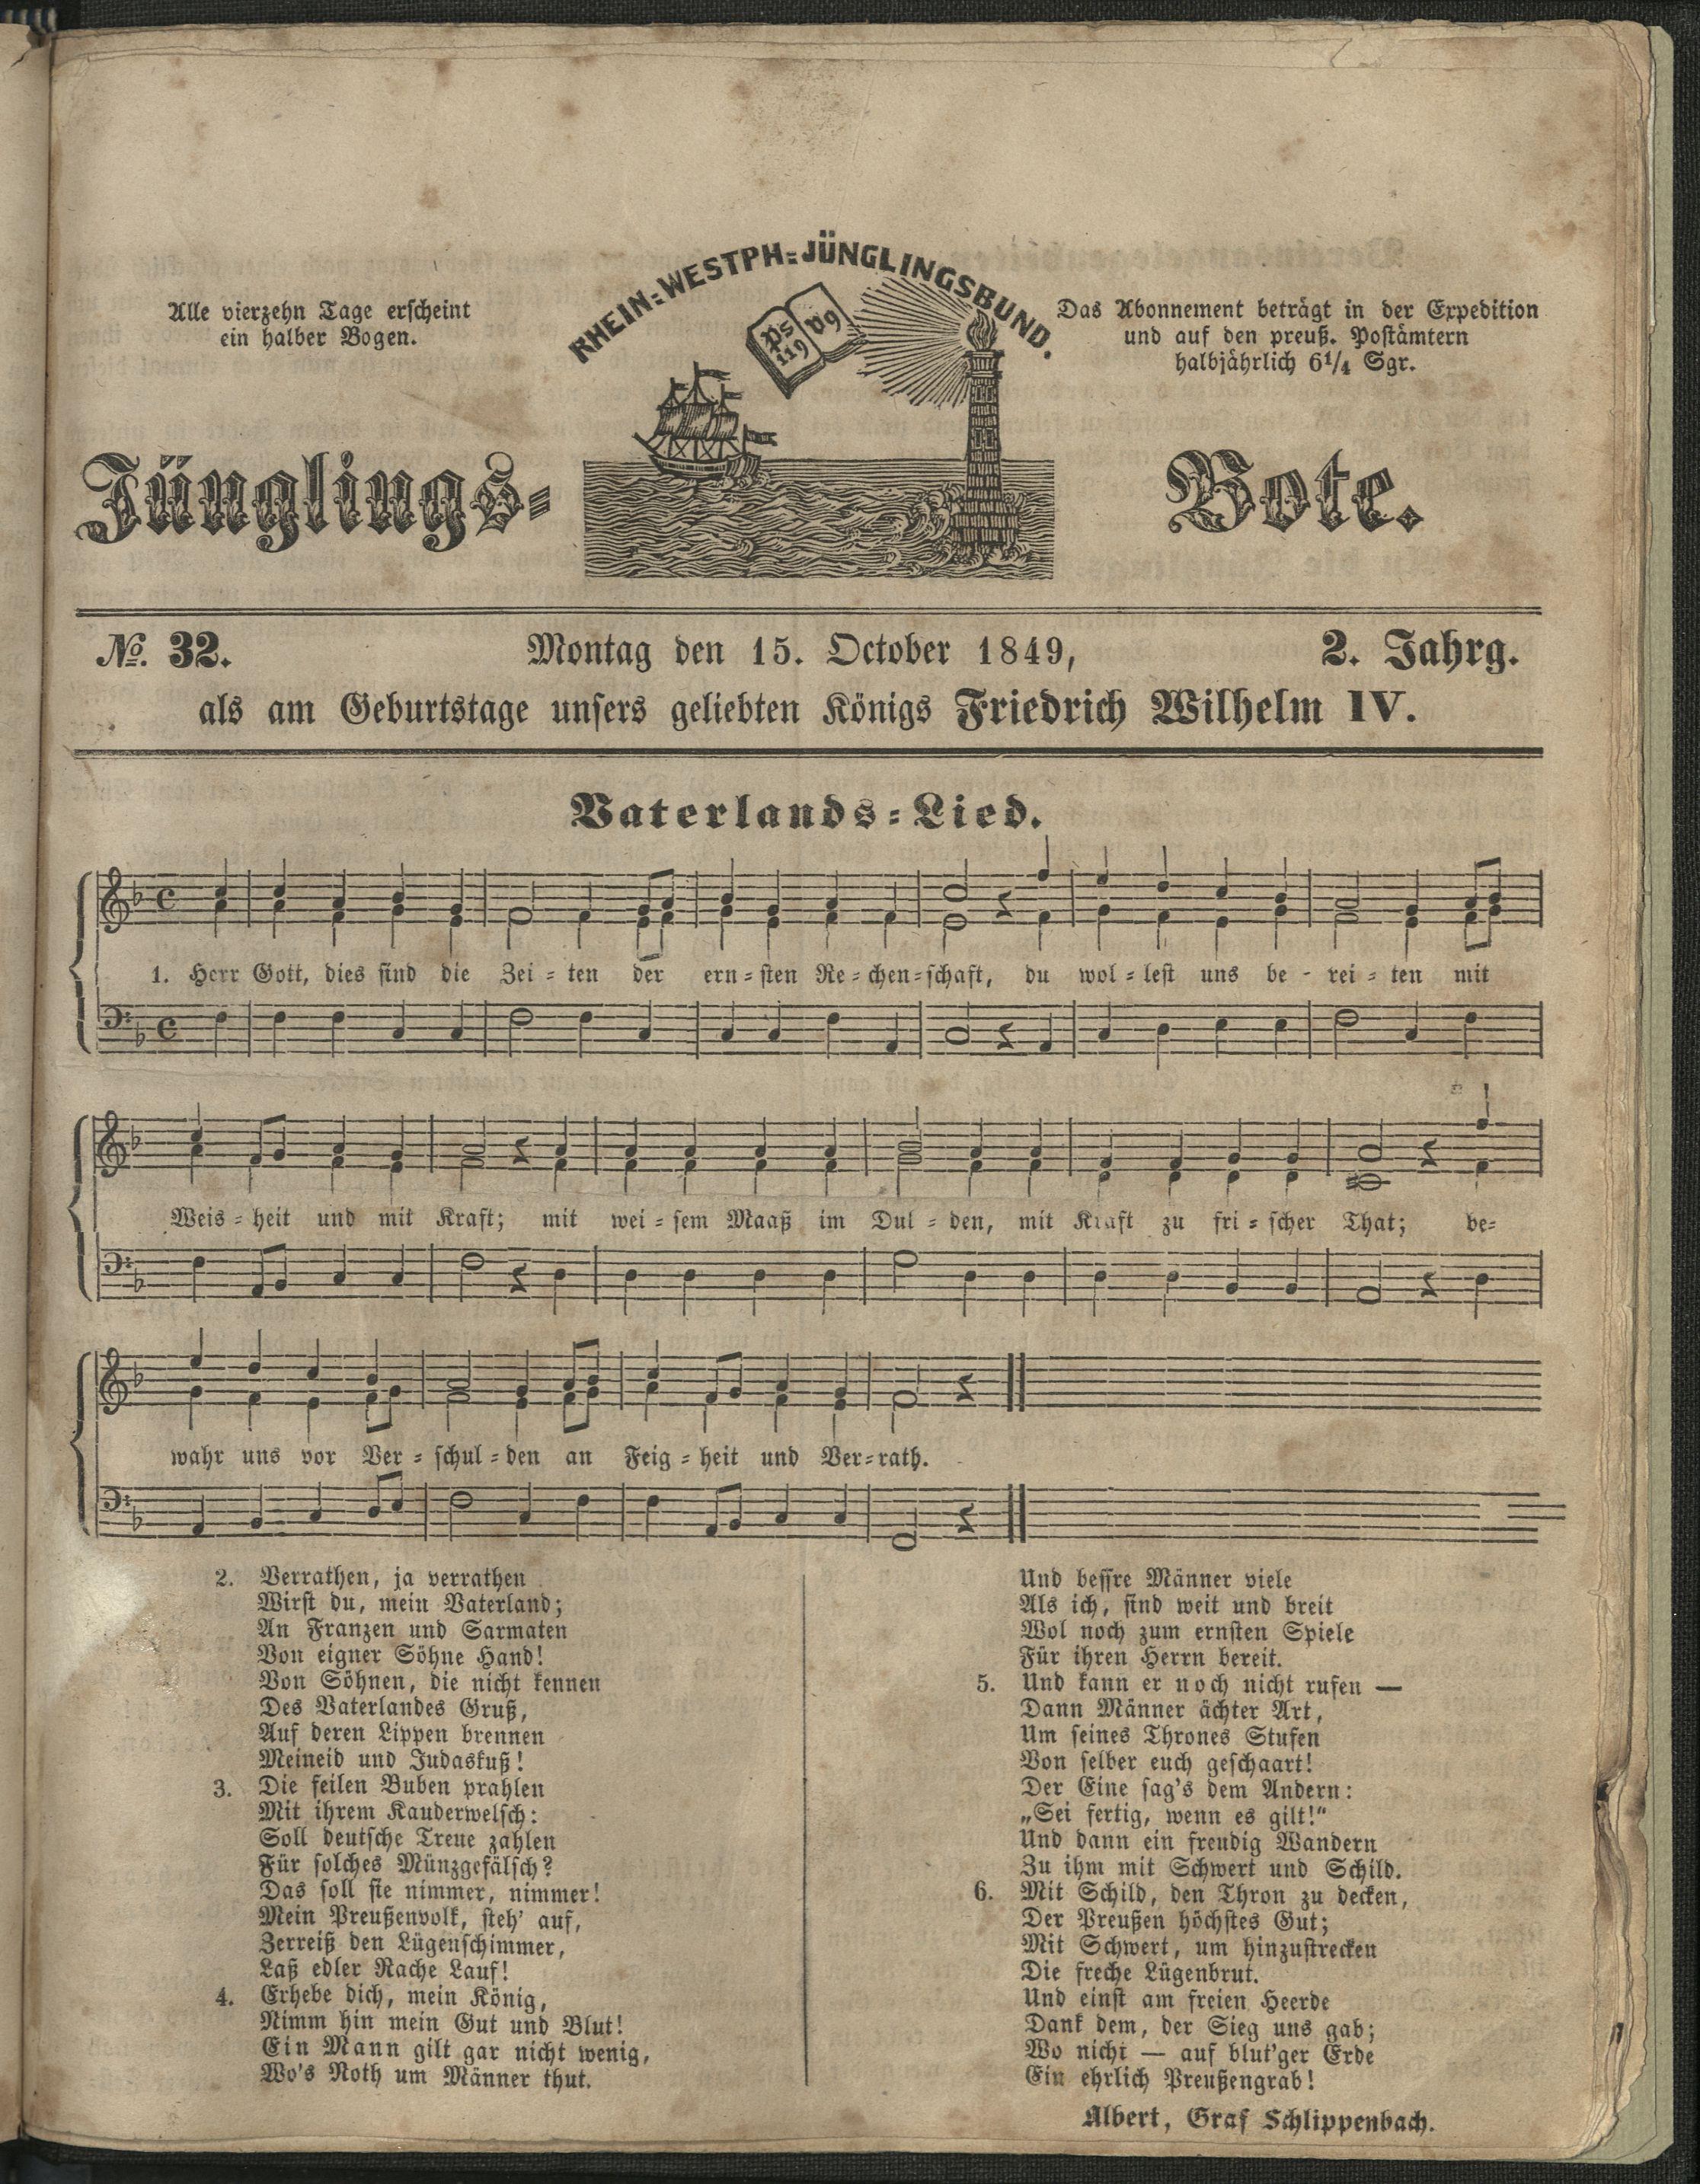 RHEIN=WESTPH=JÜNGLINGSBUND.
Alle vierzehn Tage erscheint
ein halber Bogen.
Ps 119
v9
Das Abonnement beträgt in der Expedition
und auf den preuß. Postämtern
halbjährlich 6 1/4 Sgr.
Jünglings= Bote.
No. 32. Montag den 15. October 1849, 2. Jahrg.
als am Geburtstage unsers geliebten Königs Friedrich Wilhelm IV.
Vaterlands=Lied.
1. Herr Gott, dies sind die Zei = ten der ern = sten Re = chen = schaft, du wol = lest uns be - rei = ten mit
Weis = heit und mit Kraft; mit wei = sem Maaß im Dul = den, mit Kraft zu fri = scher That; be=
wahr uns vor Ver = schul = den an Feig = heit und Ver=rath.
2. Verrathen, ja verrathen
Wirst du, mein Vaterland;
An Franzen und Sarmaten
Von eigner Söhne Hand!
Von Söhnen, die nicht kennen
Des Vaterlandes Gruß,
Auf deren Lippen brennen
Meineid und Judaskuß!
3. Die feilen Buben prahlen
Mit ihrem Kauderwelsch:
Soll deutsche Treue zahlen
Für solches Münzgefälsch?
Das soll sie nimmer, nimmer!
Mein Preußenvolk, steh' auf,
Zerreiß den Lügenschimmer,
Laß edler Rache Lauf!
4. Erhebe dich, mein König,
Nimm hin mein Gut und Blut!
Ein Mann gilt gar nicht wenig,
Wo's Noth um Männer thut.
Und bessre Männer viele
Als ich, sind weit und breit
Wol noch zum ernsten Spiele
Für ihren Herrn bereit.
5. Und kann er noch nicht rufen —
Dann Männer ächter Art,
Um seines Thrones Stufen
Von selber euch geschaart!
Der Eine sag's dem Andern:
„Sei fertig, wenn es gilt!“
Und dann ein freudig Wandern
Zu ihm mit Schwert und Schild.
6. Mit Schild, den Thron zu decken,
Der Preußen höchstes Gut;
Mit Schwert, um hinzustrecken
Die freche Lügenbrut.
Und einst am freien Heerde
Dank dem, der Sieg uns gab;
Wo nicht — auf blut'ger Erde
Ein ehrlich Preußengrab!
Albert, Graf Schlippenbach.